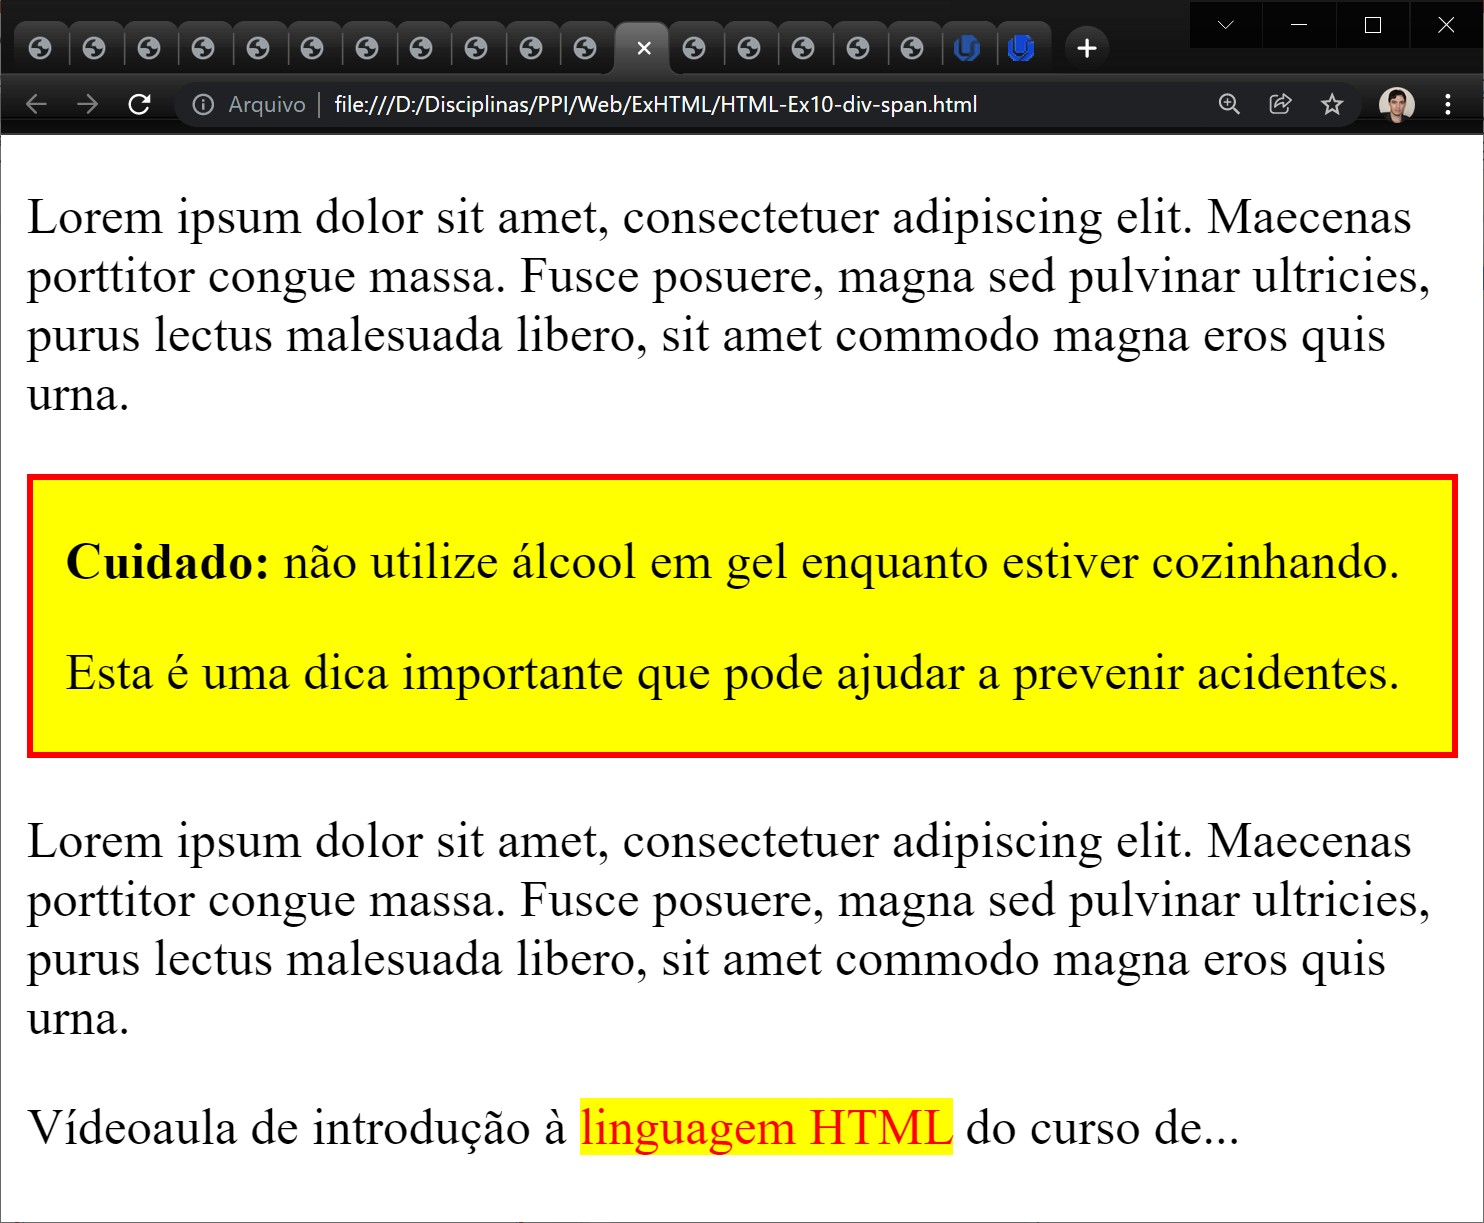 Arquivo file:///D:/Disciplinas/PPI/Web/ExHTML/HTML-Ex10-div-span.html
Lorem ipsum dolor sit amet, consectetuer adipiscing elit. Maecenas
porttitor congue massa. Fusce posuere, magna sed pulvinar ultricies,
purus lectus malesuada libero, sit amet commodo magna eros quis
urna.
Cuidado: não utilize álcool em gel enquanto estiver cozinhando.
Esta é uma dica importante que pode ajudar a prevenir acidentes.
Lorem ipsum dolor sit amet, consectetuer adipiscing elit. Maecenas
porttitor congue massa. Fusce posuere, magna sed pulvinar ultricies,
purus lectus malesuada libero, sit amet commodo magna eros quis
urna.
Vídeoaula de introdução à linguagem HTML do curso de...